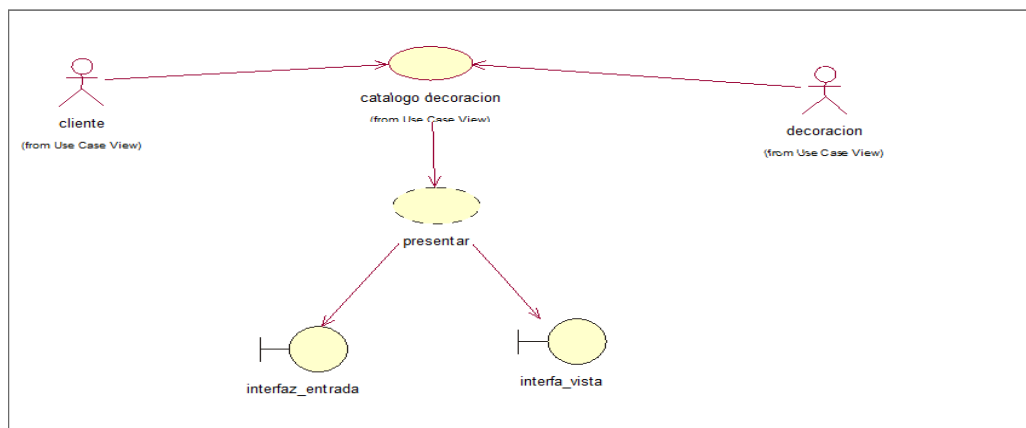 cliente
(from Use Case View)
catalogo decoracion
(from Use Case View)
decoracion
(from Use Case View)
presentar
interfaz_entrada
interfa_vista